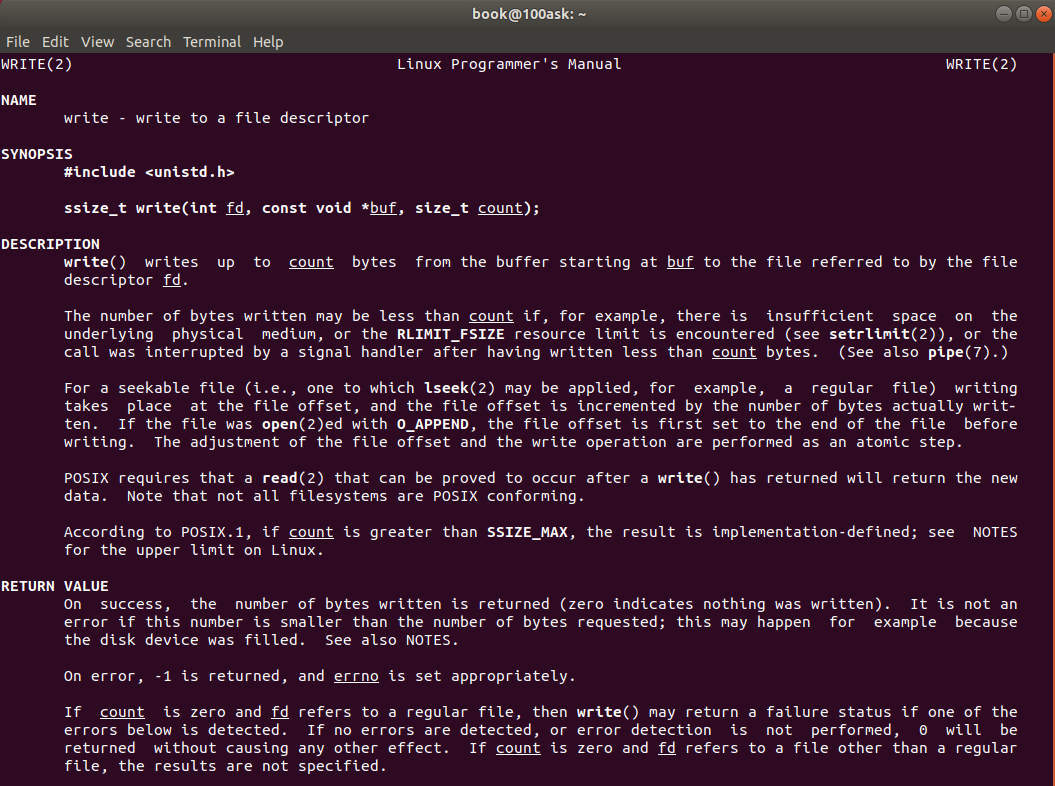 book@100ask: ~
File Edit View Search Terminal Help
WRITE(2) Linux Programmer's Manual WRITE(2)
NAME
write - write to a file descriptor
SYNOPSIS
#include <unistd.h>
ssize_t write(int fd, const void *buf, size_t count);
DESCRIPTION
write() writes up to count bytes from the buffer starting at buf to the file referred to by the file
descriptor fd.
The number of bytes written may be less than count if, for example, there is insufficient space on the
underlying physical medium, or the RLIMIT_FSIZE resource limit is encountered (see setrlimit(2)), or the
call was interrupted by a signal handler after having written less than count bytes. (See also pipe(7).)
For a seekable file (i.e., one to which lseek(2) may be applied, for example, a regular file) writing
takes place at the file offset, and the file offset is incremented by the number of bytes actually writ-
ten. If the file was open(2)ed with O_APPEND, the file offset is first set to the end of the file before
writing. The adjustment of the file offset and the write operation are performed as an atomic step.
POSIX requires that a read(2) that can be proved to occur after a write() has returned will return the new
data. Note that not all filesystems are POSIX conforming.
According to POSIX.1, if count is greater than SSIZE_MAX, the result is implementation-defined; see NOTES
for the upper limit on Linux.
RETURN VALUE
On success, the number of bytes written is returned (zero indicates nothing was written). It is not an
error if this number is smaller than the number of bytes requested; this may happen for example because
the disk device was filled. See also NOTES.
On error, -1 is returned, and errno is set appropriately.
If count is zero and fd refers to a regular file, then write() may return a failure status if one of the
errors below is detected. If no errors are detected, or error detection is not performed, 0 will be
returned without causing any other effect. If count is zero and fd refers to a file other than a regular
file, the results are not specified.